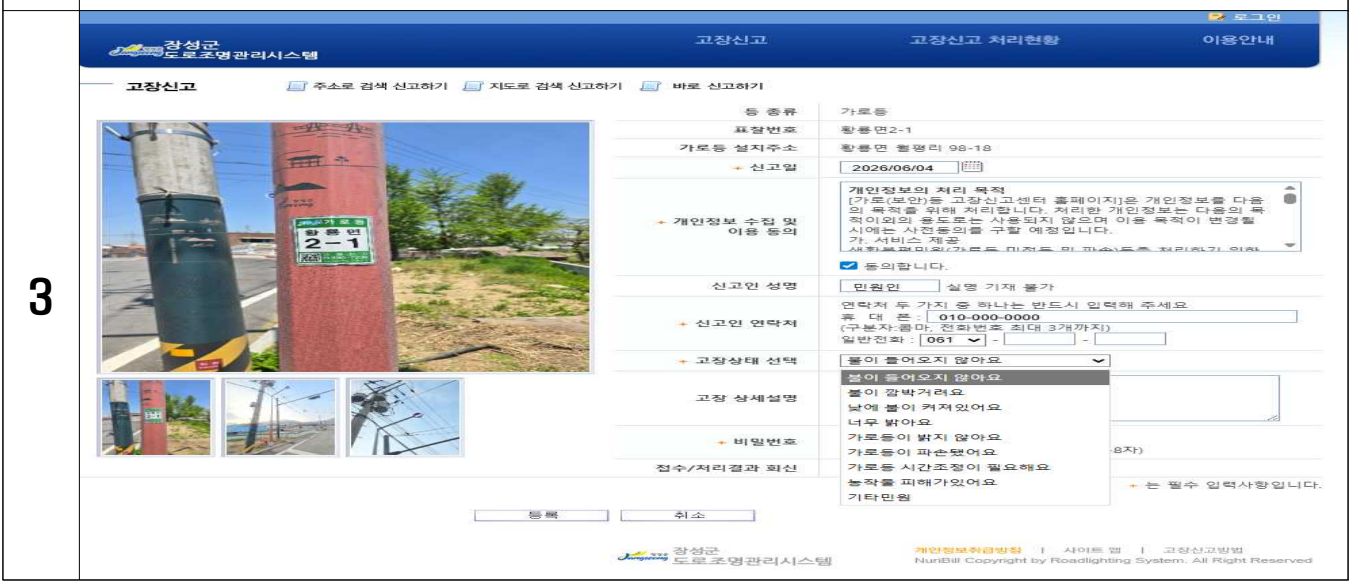 로그인
장성군
도로조명관리시스템
고장신고 고장신고 처리현황 이용안내
고장신고 주소로 검색 신고하기 지도로 검색 신고하기 바로 신고하기
등 종류 가로등
표찰번호 황룡면2-1
가로등 설치주소 황룡면 월평리 98-18
신고일 2026/06/04
개인정보의 처리 목적
[가로(보안)등 고장신고센터 홈페이지]은 개인정보를 다음
의 목적을 위해 처리합니다. 처리한 개인정보는 다음의 목
적이외의 용도로는 사용되지 않으며 이용 목적이 변경될
시에는 사전동의를 구할 예정입니다.
가. 서비스 제공
생활불편민원(가로등 미점등 및 파손)등록 처리하기 위한
개인정보 수집 및
이용 동의
동의합니다.
신고인 성명 민원인 실명 기재 불가
연락처 두 가지 중 하나는 반드시 입력해 주세요
휴 대 폰 : 010-000-0000
(구분자:콤마, 전화번호 최대 3개까지)
신고인 연락처
일반전화 : 061 - -
고장상태 선택 불이 들어오지 않아요
불이 들어오지 않아요
불이 깜박거려요
낮에 불이 켜져있어요
너무 밝아요
가로등이 밝지 않아요
가로등이 파손됐어요
가로등 시간조정이 필요해요
농작물 피해가있어요
기타민원
고장 상세설명
비밀번호 8자)
접수/처리결과 회신
+ 는 필수 입력사항입니다.
가로등
황룡면
2-1
3
등록 취소
장성군
도로조명관리시스템
개인정보취급방침 | 사이트 맵 | 고장신고방법
NuriBill Copyright by Roadlighting System. All Right Reserved